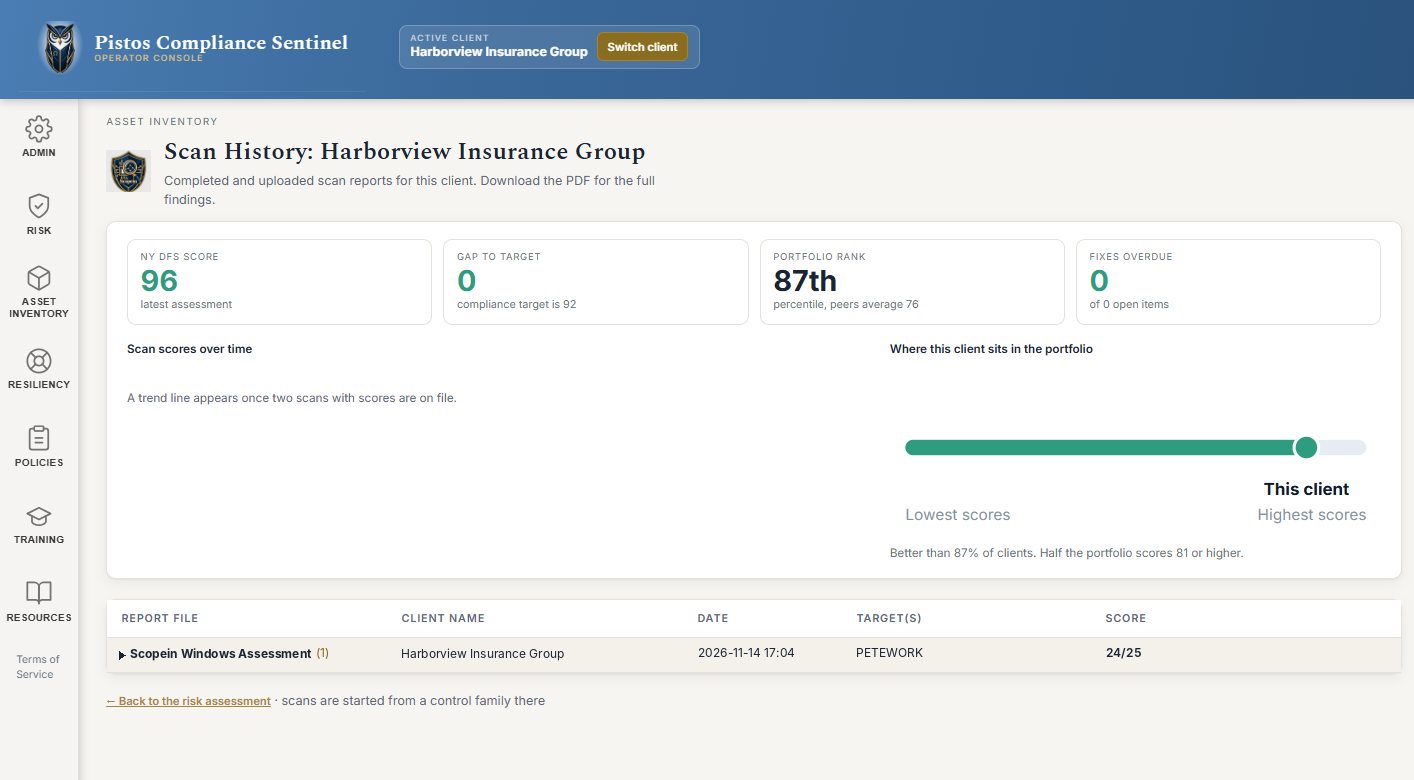 Pistos Compliance Sentinel
OPERATOR CONSOLE
ACTIVE CLIENT
Harborview Insurance Group
Switch client
ADMIN
RISK
ASSET
INVENTORY
RESILIENCY
POLICIES
TRAINING
RESOURCES
Terms of
Service
ASSET INVENTORY
Scan History: Harborview Insurance Group
Completed and uploaded scan reports for this client. Download the PDF for the full
findings.
NY DFS SCORE
96
latest assessment
GAP TO TARGET
0
compliance target is 92
PORTFOLIO RANK
87th
percentile, peers average 76
FIXES OVERDUE
0
of 0 open items
Scan scores over time
A trend line appears once two scans with scores are on file.
Where this client sits in the portfolio
This client
Lowest scores Highest scores
Better than 87% of clients. Half the portfolio scores 81 or higher.
REPORT FILE CLIENT NAME DATE TARGET(S) SCORE
▶ Scopein Windows Assessment (1) Harborview Insurance Group 2026-11-14 17:04 PETEWORK 24/25
← Back to the risk assessment · scans are started from a control family there